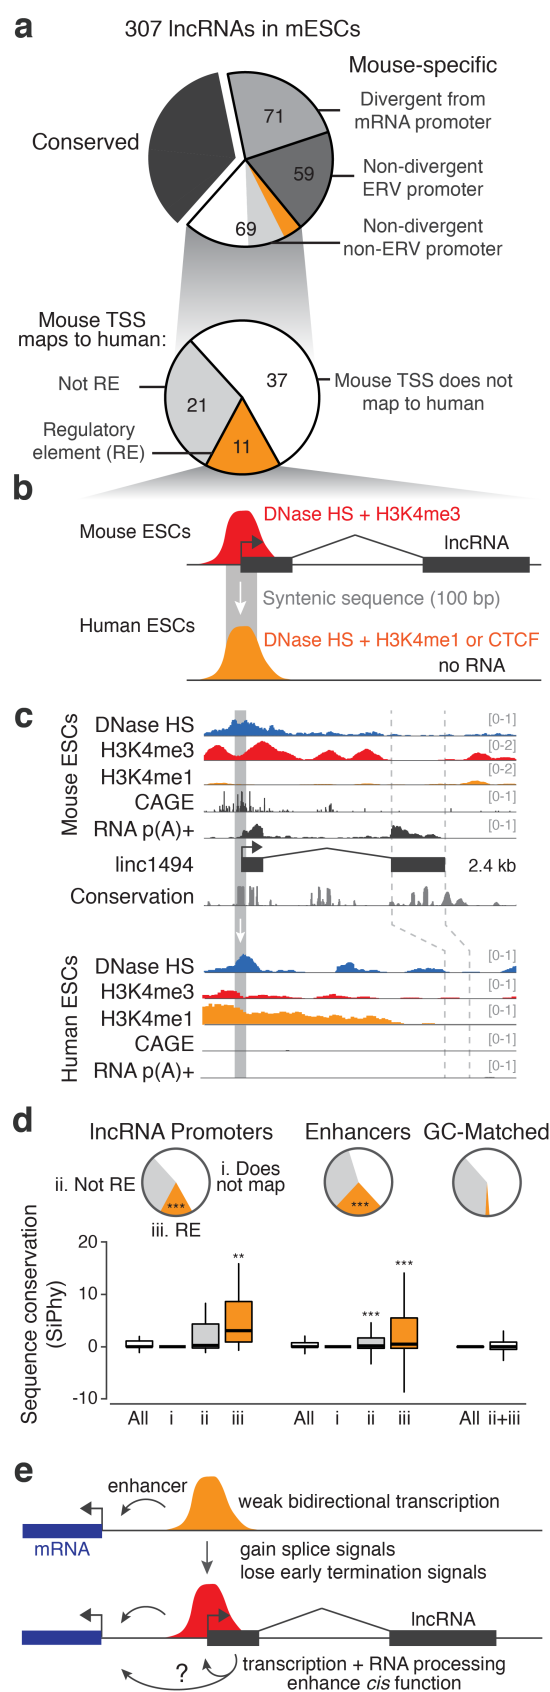 a
307 lncRNAs in mESCs
Mouse-specific
Conserved
71
Divergent from
mRNA promoter
59
Non-divergent
ERV promoter
69
Non-divergent
non-ERV promoter
Mouse TSS
maps to human:
Not RE
37
Mouse TSS does not
map to human
21
Regulatory
element (RE)
11
b
DNase HS + H3K4me3
Mouse ESCs
lncRNA
Syntenic sequence (100 bp)
Human ESCs
DNase HS + H3K4me1 or CTCF
no RNA
c
Mouse ESCs
DNase HS
[0-1]
H3K4me3
[0-2]
H3K4me1
[0-2]
CAGE
[0-1]
RNA p(A)+
[0-1]
linc1494
2.4 kb
Conservation
Human ESCs
DNase HS
[0-1]
H3K4me3
[0-1]
H3K4me1
[0-1]
CAGE
[0-1]
RNA p(A)+
[0-1]
d
lncRNA Promoters
Enhancers
GC-Matched
ii. Not RE
i. Does
not map
***
***
iii. RE
Sequence conservation
(SiPhy)
20
10
0
-10
**
***
***
All i ii iii
All i ii iii
All ii+iii
e
enhancer
weak bidirectional transcription
mRNA
gain splice signals
lose early termination signals
lncRNA
?
transcription + RNA processing
enhance cis function